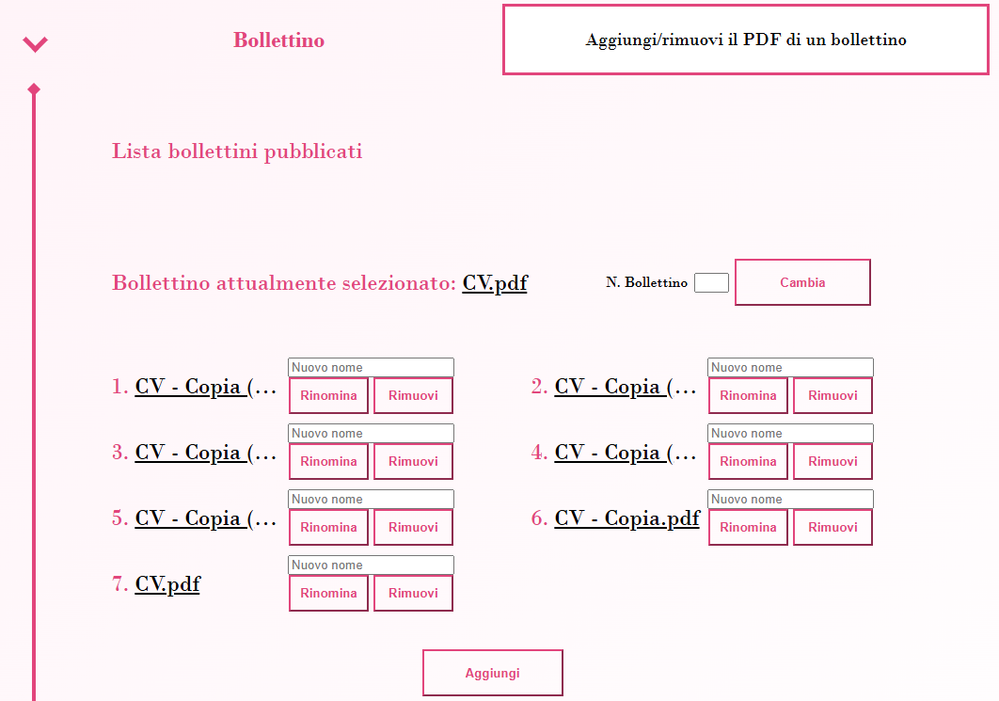 Bollettino
Aggiungi/rimuovi il PDF di un bollettino
Lista bollettini pubblicati
Bollettino attualmente selezionato: CV.pdf
N. Bollettino
Cambia
1. CV - Copia (...
Nuovo nome
Rinomina
Rimuovi
2. CV - Copia (...
Nuovo nome
Rinomina
Rimuovi
3. CV - Copia (...
Nuovo nome
Rinomina
Rimuovi
4. CV - Copia (...
Nuovo nome
Rinomina
Rimuovi
5. CV - Copia (...
Nuovo nome
Rinomina
Rimuovi
6. CV - Copia.pdf
Nuovo nome
Rinomina
Rimuovi
7. CV.pdf
Nuovo nome
Rinomina
Rimuovi
Aggiungi